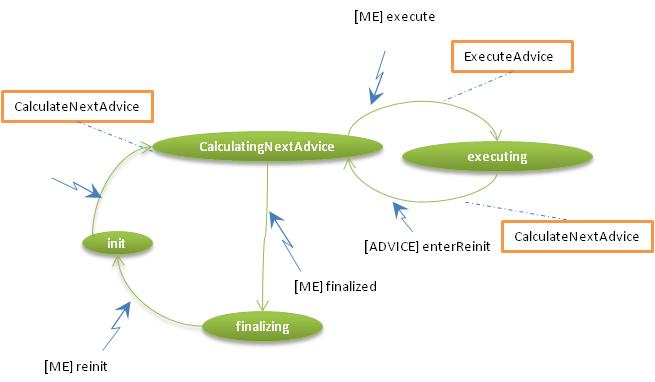 [ME] execute
ExecuteAdvice
CalculateNextAdvice
CalculatingNextAdvice
executing
CalculateNextAdvice
init
[ADVICE] enterReinit
[ME] finalized
finalizing
[ME] reinit